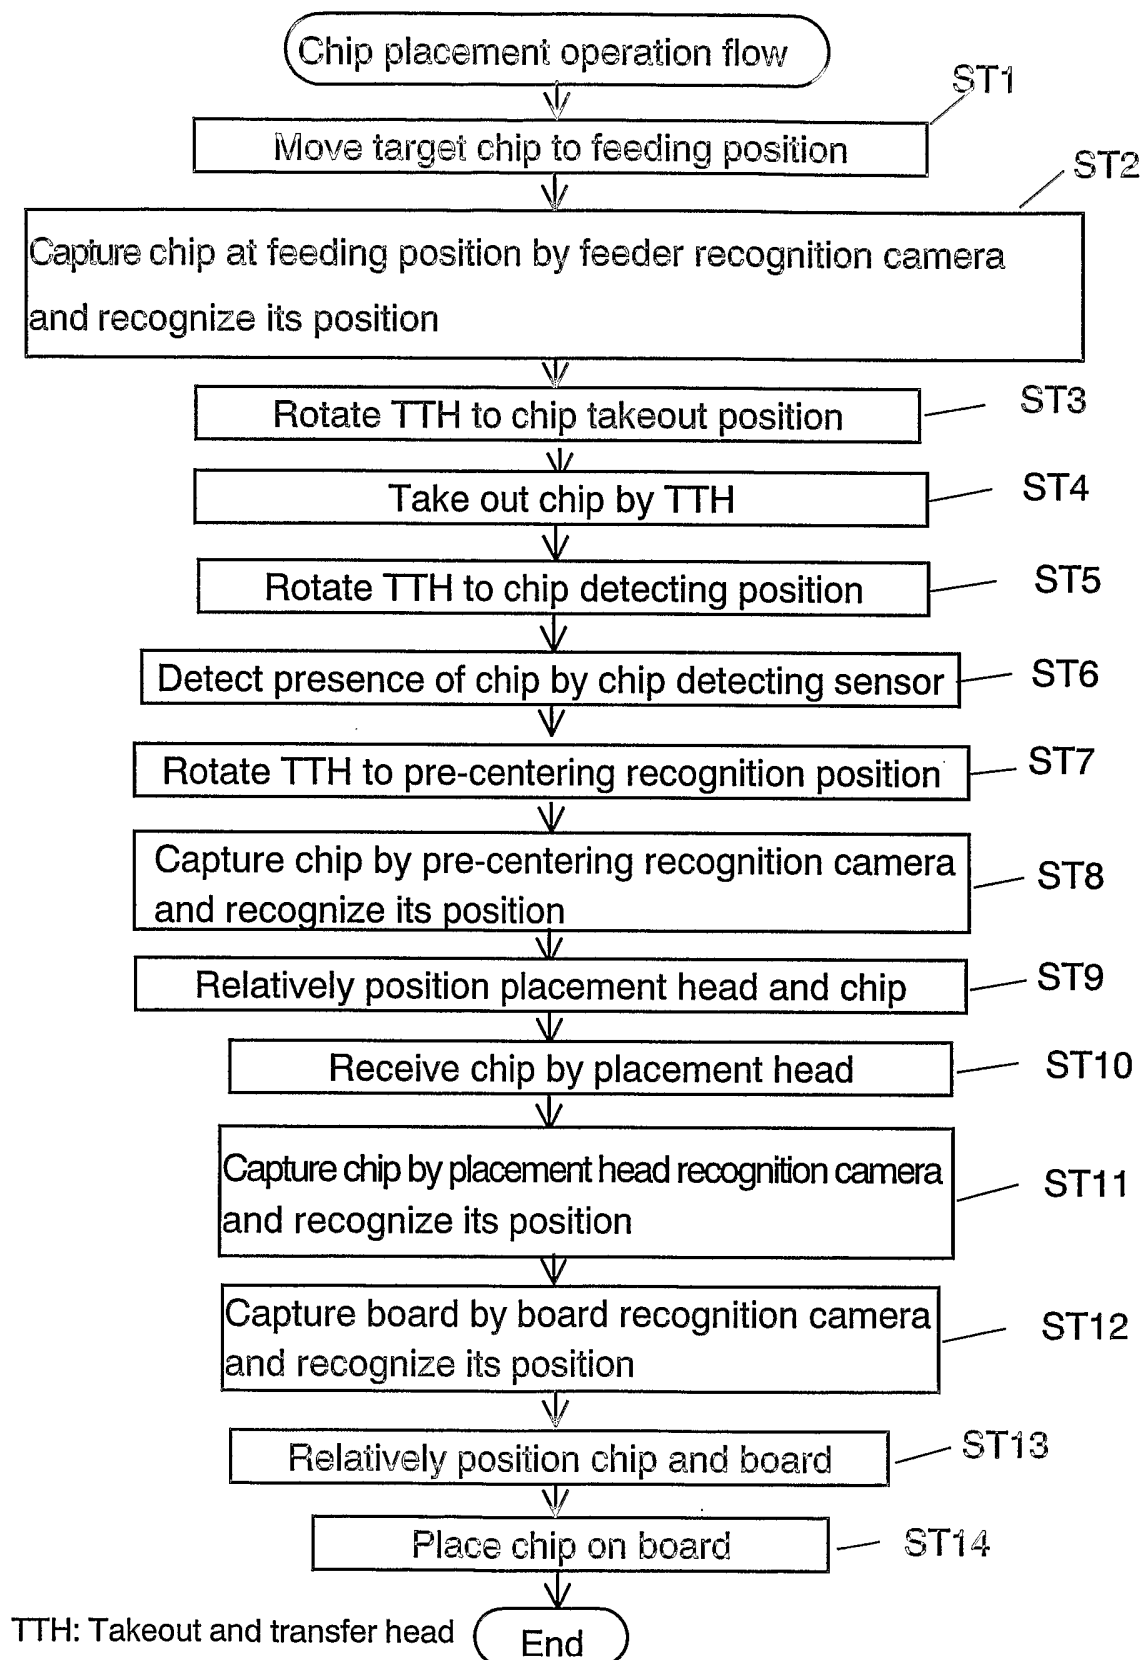 Chip placement operation flow
ST1
Move target chip to feeding position
ST2
Capture chip at feeding position by feeder recognition camera
and recognize its position
Rotate TTH to chip takeout position
ST3
Take out chip by TTH
ST4
Rotate TTH to chip detecting position
ST5
Detect presence of chip by chip detecting sensor
ST6
Rotate TTH to pre-centering recognition position
ST7
Capture chip by pre-centering recognition camera
and recognize its position
ST8
Relatively position placement head and chip
ST9
Receive chip by placement head
ST10
Capture chip by placement head recognition camera
and recognize its position
ST11
Capture board by board recognition camera
and recognize its position
ST12
Relatively position chip and board
ST13
Place chip on board
ST14
TTH: Takeout and transfer head
End